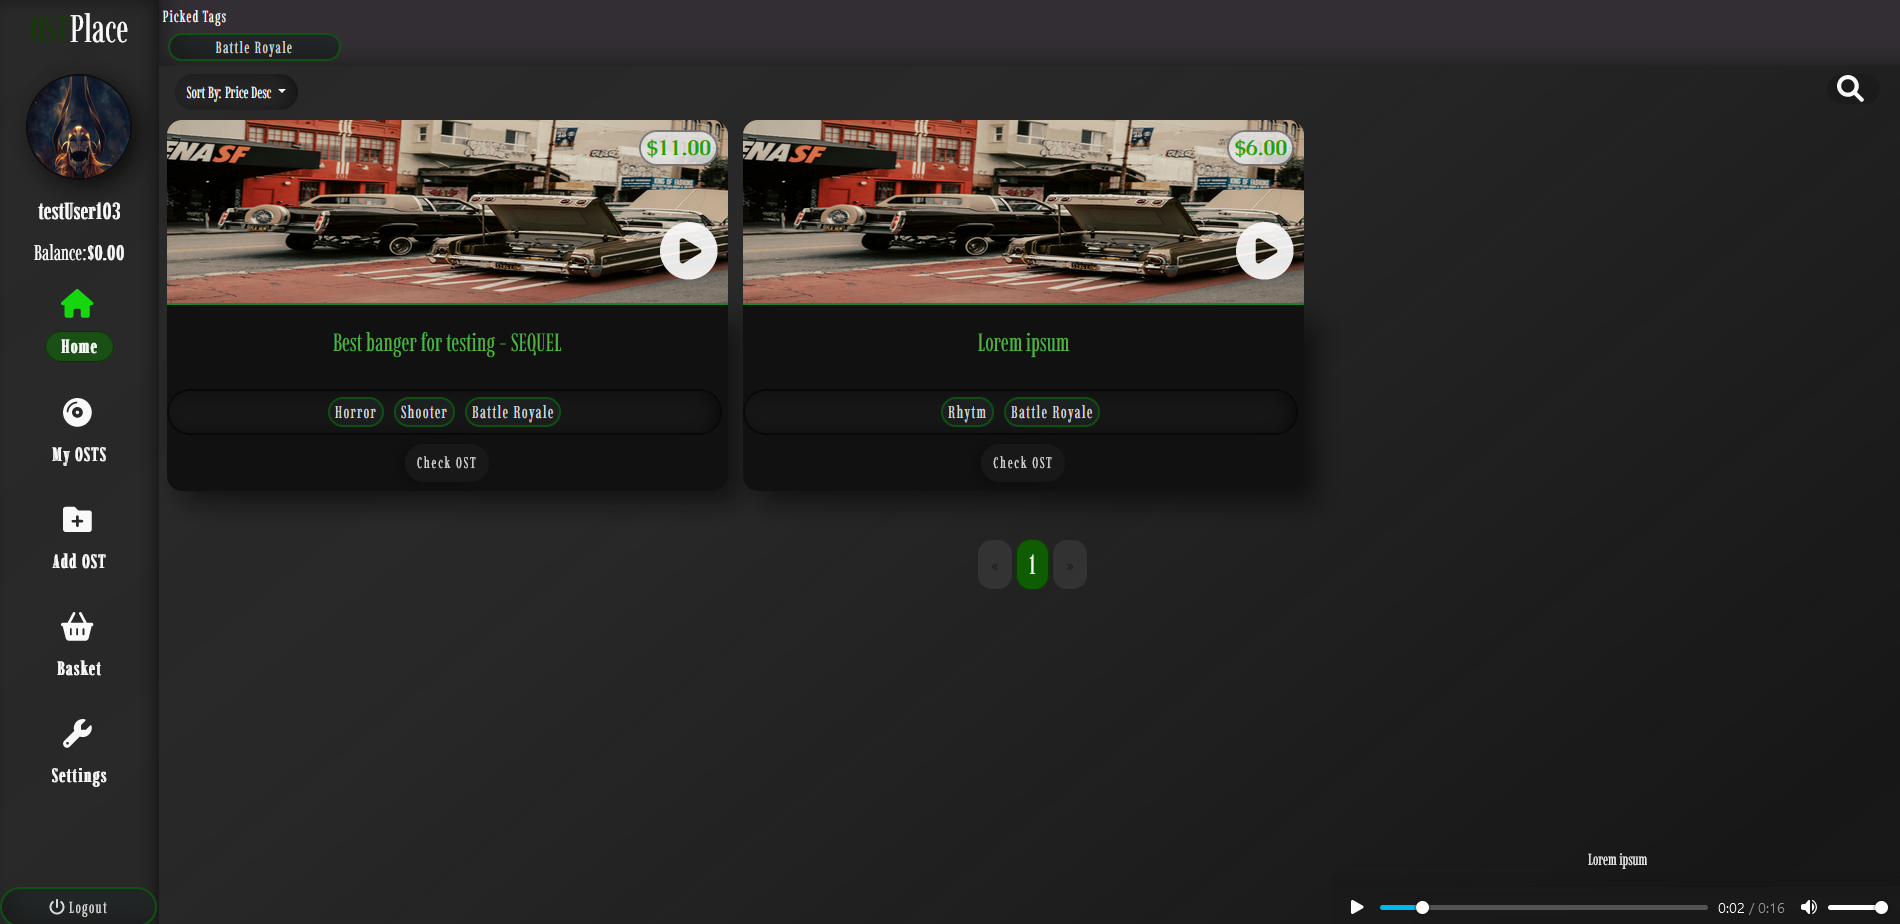 OSTPlace
testUser103
Balance:$0.00
Home
My OSTS
Add OST
Basket
Settings
Logout
Picked Tags
Battle Royale
Sort By: Price Desc
ENASF
$11.00
Best banger for testing - SEQUEL
Horror Shooter Battle Royale
Check OST
ENASF
$6.00
Lorem ipsum
Rhytm Battle Royale
Check OST
« 1 »
Lorem ipsum
0:02 / 0:16